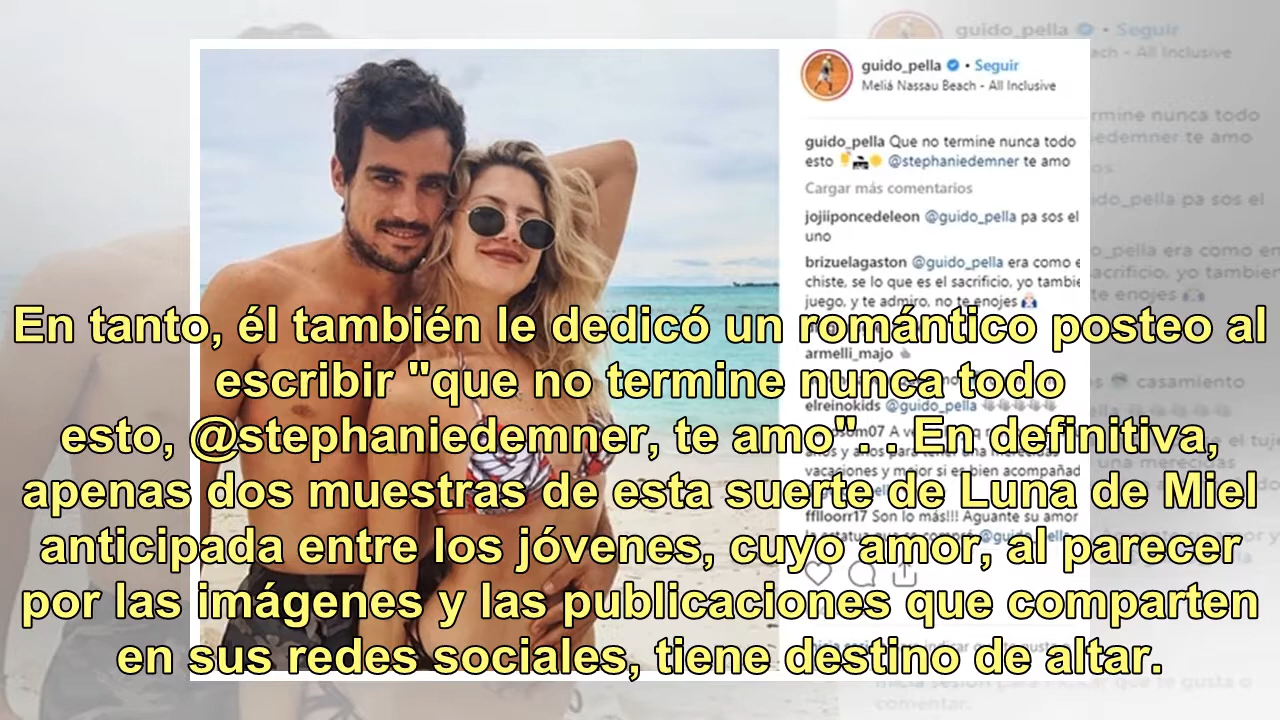 guido_pella • Seguir
Meliá Nassau Beach - All Inclusive
guido_pella Que no termine nunca todo
esto @stephaniedemner te amo
Cargar más comentarios
jojiiponcedeleon @guido_pella pa sos el
uno
brizuelagaston @guido_pella era como e
chiste, se lo que es el sacrificio, yo tambie
juego, y te admiro, no te enojes
armelli_majo
elreinokids @guido_pella
vacaciones y mejor si es bien acompañad
fflloorr17 Son lo más!!! Aguante su amor
En tanto, él también le dedicó un romántico posteo al
escribir "que no termine nunca todo
esto, @stephaniedemner, te amo". . En definitiva,
apenas dos muestras de esta suerte de Luna de Miel
anticipada entre los jóvenes, cuyo amor, al parecer
por las imágenes y las publicaciones que comparten
en sus redes sociales, tiene destino de altar.